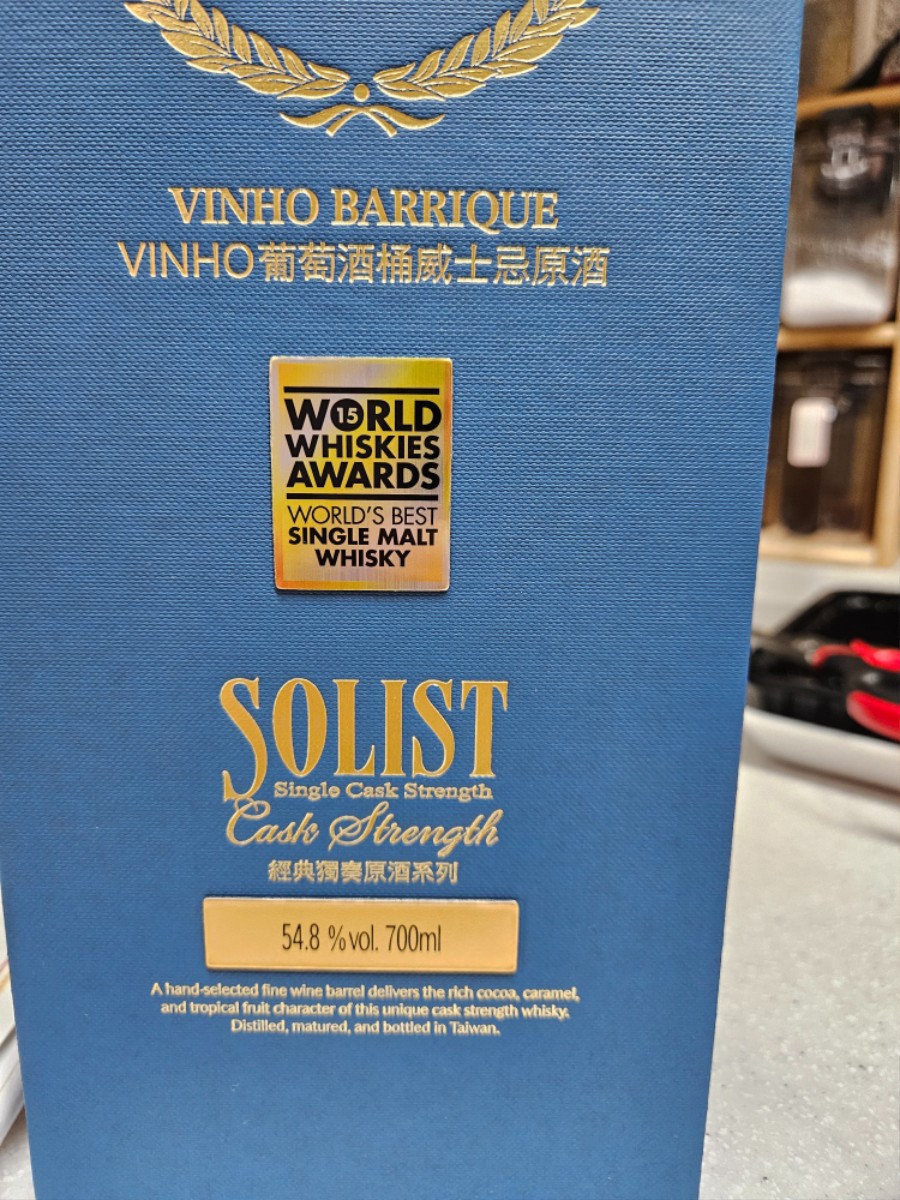 VINHO BARRIQUE
VINHO葡萄酒桶威士忌原酒
W15RLD
WHISKIES
AWARDS
WORLD'S BEST
SINGLE MALT
WHISKY
SOLIST
Single Cask Strength
Cask Strength
經典獨奏原酒系列
54.8 %vol. 700ml
A hand-selected fine wine barrel delivers the rich cocoa, caramel,
and tropical fruit character of this unique cask strength whisky.
Distilled, matured, and bottled in Taiwan.